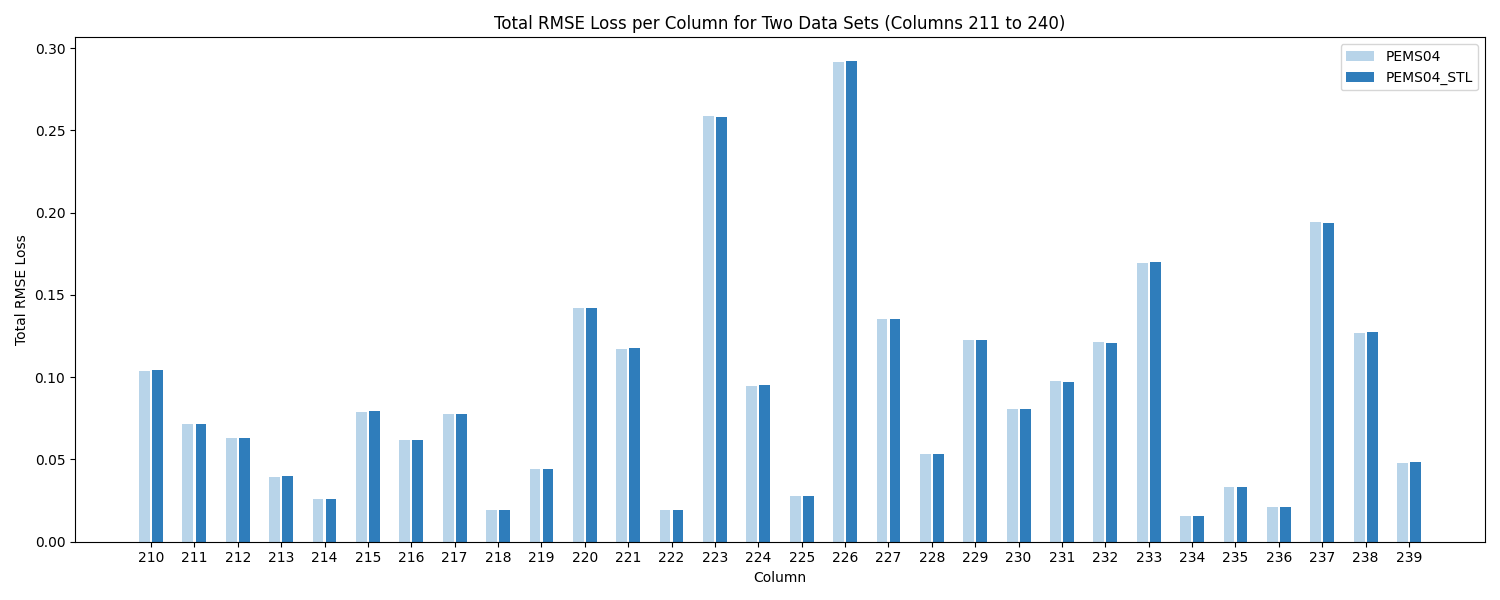 Total RMSE Loss per Column for Two Data Sets (Columns 211 to 240)
PEMS04
PEMS04_STL
Total RMSE Loss
0.30
0.25
0.20
0.15
0.10
0.05
0.00
210 211 212 213 214 215 216 217 218 219 220 221 222 223 224 225 226 227 228 229 230 231 232 233 234 235 236 237 238 239
Column